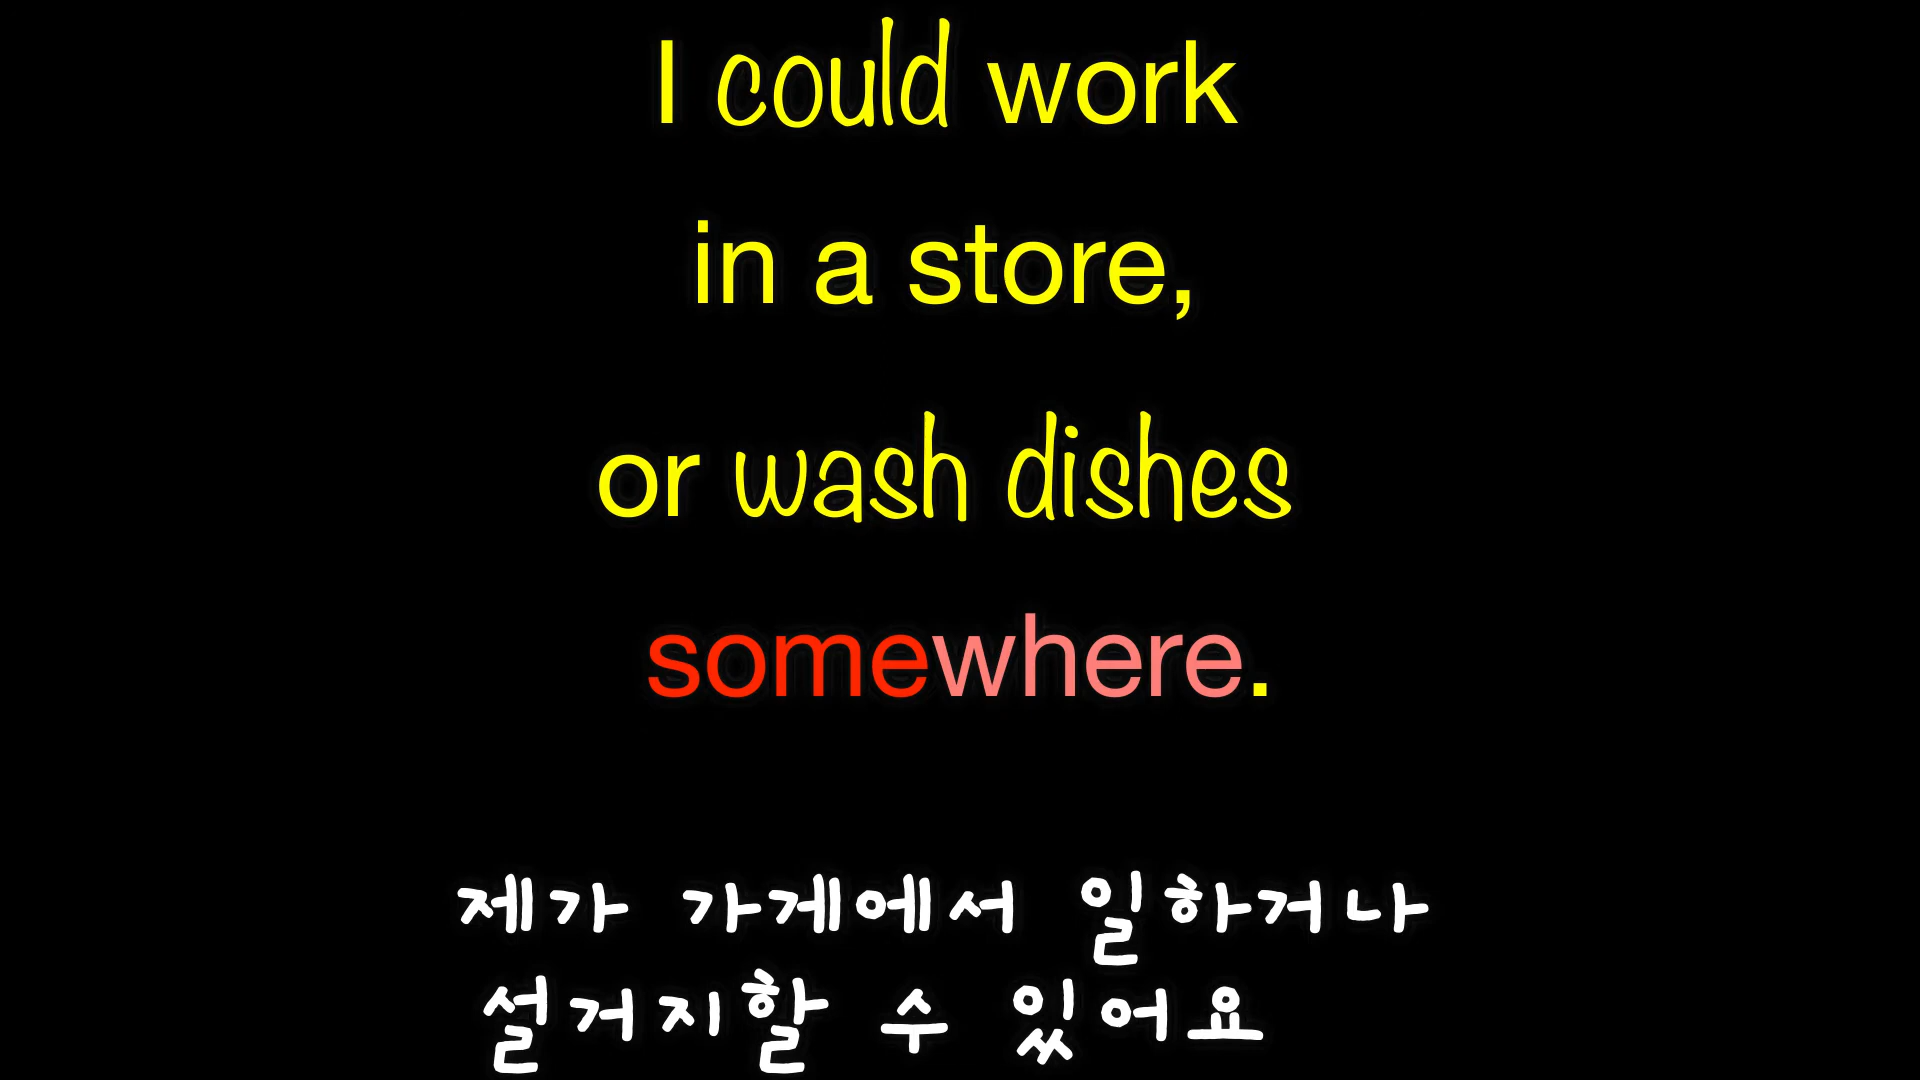 I could work
in a store,
or wash dishes
somewhere.
제가 가게에서 일하거나
설거지할 수 있어요